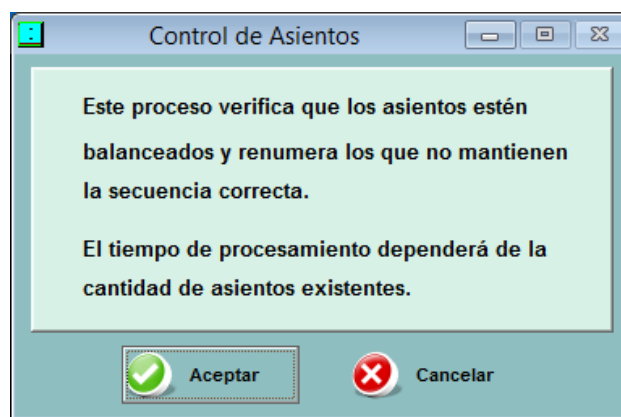 Control de Asientos
Este proceso verifica que los asientos estén
balanceados y renumera los que no mantienen
la secuencia correcta.
El tiempo de procesamiento dependerá de la
cantidad de asientos existentes.
Aceptar
Cancelar